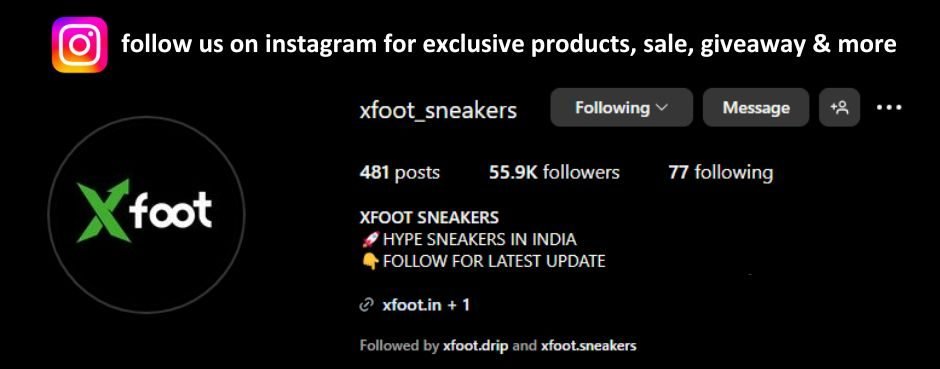 follow us on instagram for exclusive products, sale, giveaway & more
xfoot_sneakers Following Message
481 posts 55.9K followers 77 following
Xfoot
XFOOT SNEAKERS
🚀HYPE SNEAKERS IN INDIA
👇FOLLOW FOR LATEST UPDATE
xfoot.in + 1
Followed by xfoot.drip and xfoot.sneakers